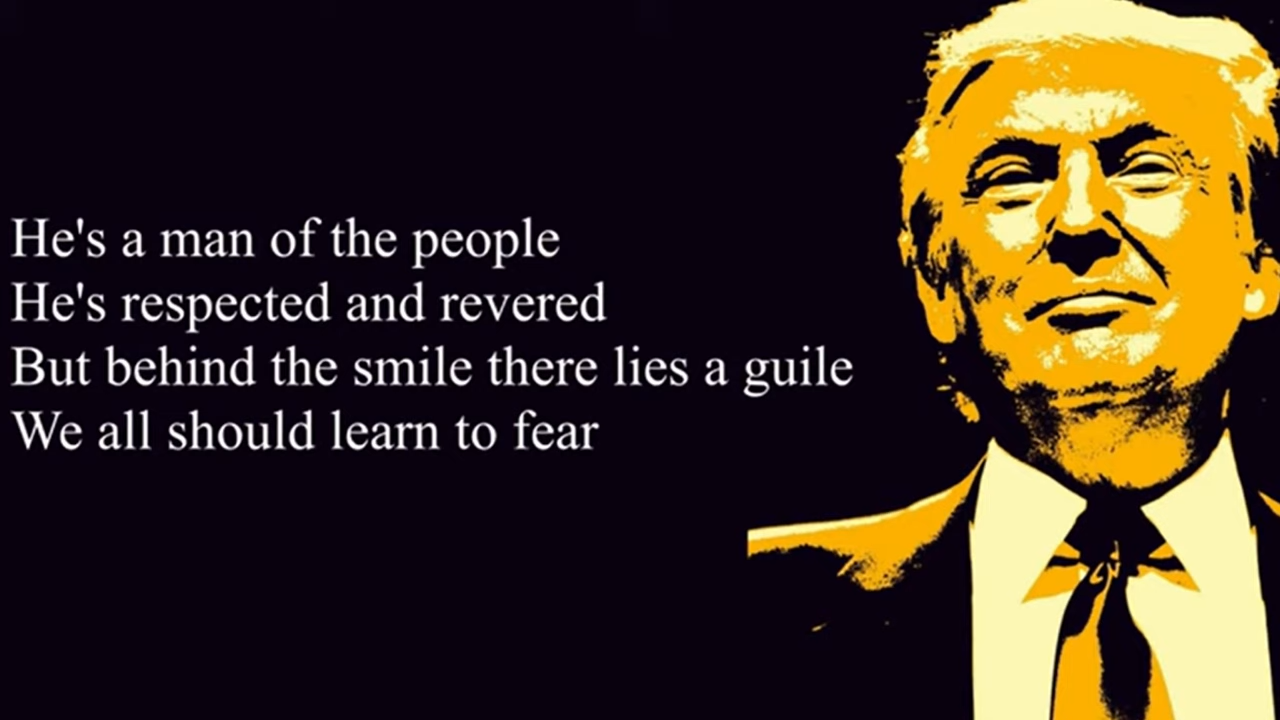 He's a man of the people
He's respected and revered
But behind the smile there lies a guile
We all should learn to fear